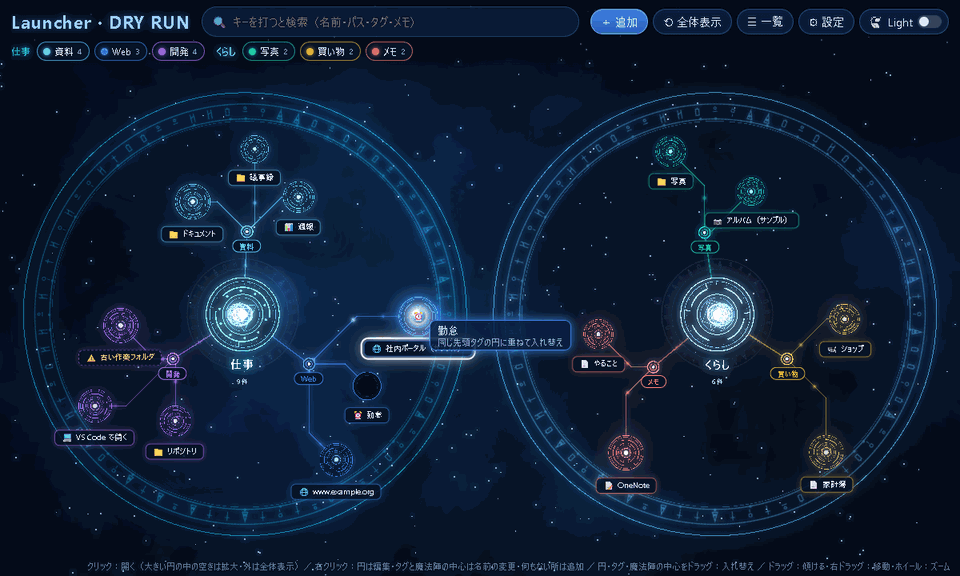 Launcher · DRY RUN
キーを打つと検索（名前・パス・タグ・メモ）
＋ 追加
全体表示
一覧
設定
Light
仕事
資料 4
Web 3
開発 4
くらし
写真 2
買い物 2
メモ 2
議事録
ドキュメント
週報
資料
仕事
9件
古い作業フォルダ
開発
VS Code で開く
リポジトリ
Web
社内ポータル
勤怠
同じ先頭タグの円に重ねて入れ替え
勤怠
www.example.org
写真
アルバム（サンプル）
写真
くらし
6件
やること
メモ
OneNote
ショップ
買い物
家計簿
クリック：開く（大きい円の中の空きは拡大・外は全体表示）／右クリック：円は編集・タグと魔法陣の中心は名前の変更・何もない所は追加 ／ 円・タグ・魔法陣の中心をドラッグ：入れ替え ／ ドラッグ：傾ける・右ドラッグ：移動・ホイール：ズーム